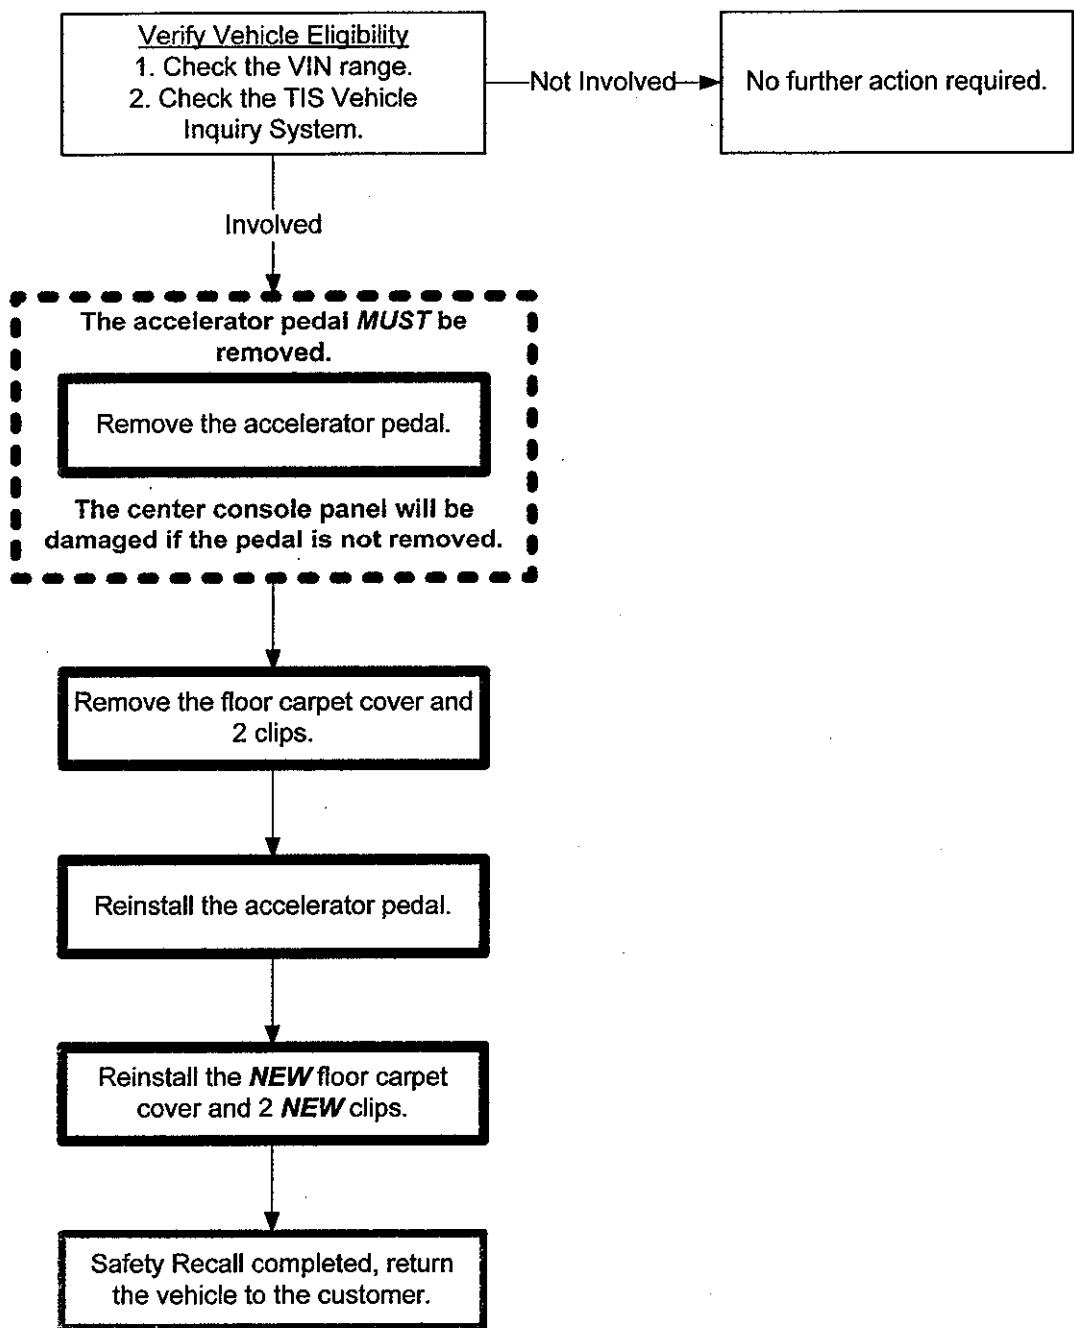 Verify Vehicle Eligibility
1. Check the VIN range.
2. Check the TIS Vehicle
Inquiry System.
Not Involved
No further action required.
Involved
The accelerator pedal MUST be
removed.
Remove the accelerator pedal.
The center console panel will be
damaged if the pedal is not removed.
Remove the floor carpet cover and
2 clips.
Reinstall the accelerator pedal.
Reinstall the NEW floor carpet
cover and 2 NEW clips.
Safety Recall completed, return
the vehicle to the customer.